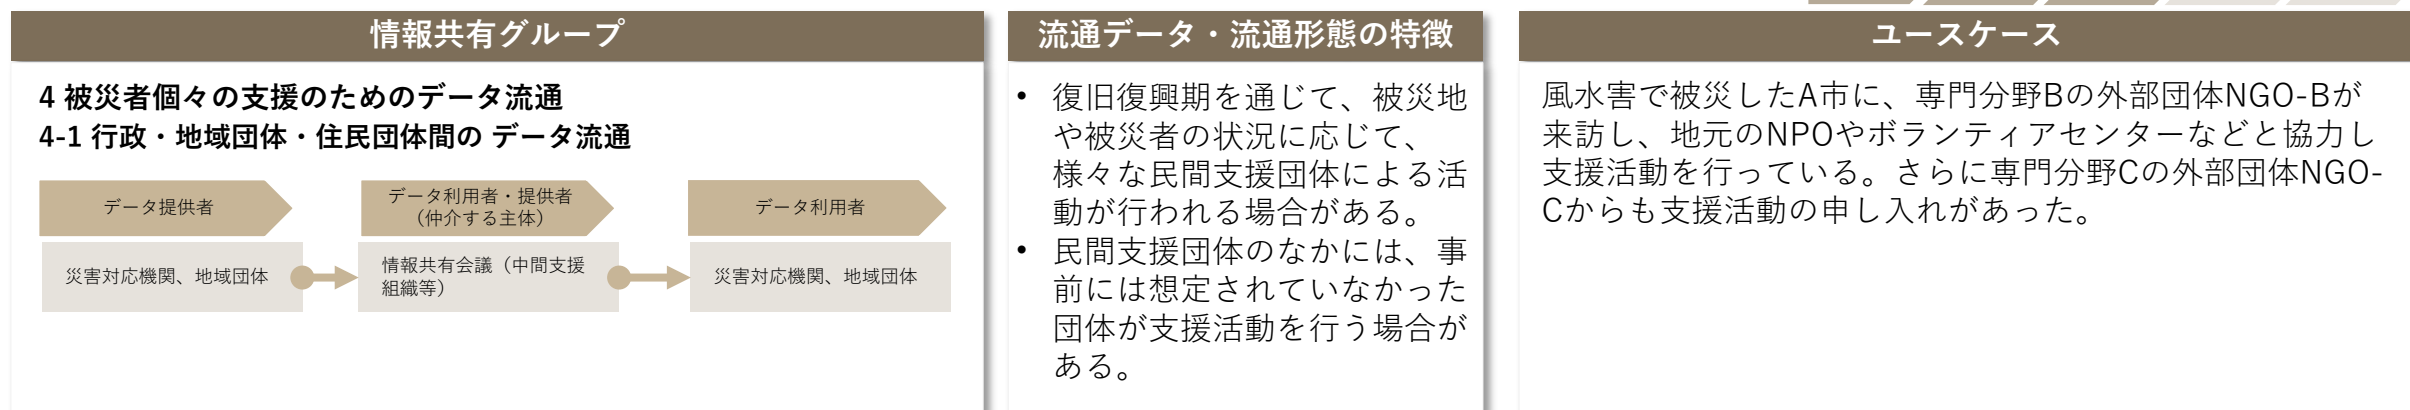 情報共有グループ
4 被災者個々の支援のためのデータ流通
4-1 行政・地域団体・住民団体間の データ流通
データ提供者
データ利用者・提供者
（仲介する主体）
データ利用者
災害対応機関、地域団体
情報共有会議（中間支援
組織等）
災害対応機関、地域団体
流通データ・流通形態の特徴
• 復旧復興期を通じて、被災地
や被災者の状況に応じて、
様々な民間支援団体による活
動が行われる場合がある。
• 民間支援団体のなかには、事
前には想定されていなかった
団体が支援活動を行う場合が
ある。
ユースケース
風水害で被災したA市に、専門分野Bの外部団体NGO-Bが
来訪し、地元のNPOやボランティアセンターなどと協力し
支援活動を行っている。さらに専門分野Cの外部団体NGO-
Cからも支援活動の申し入れがあった。